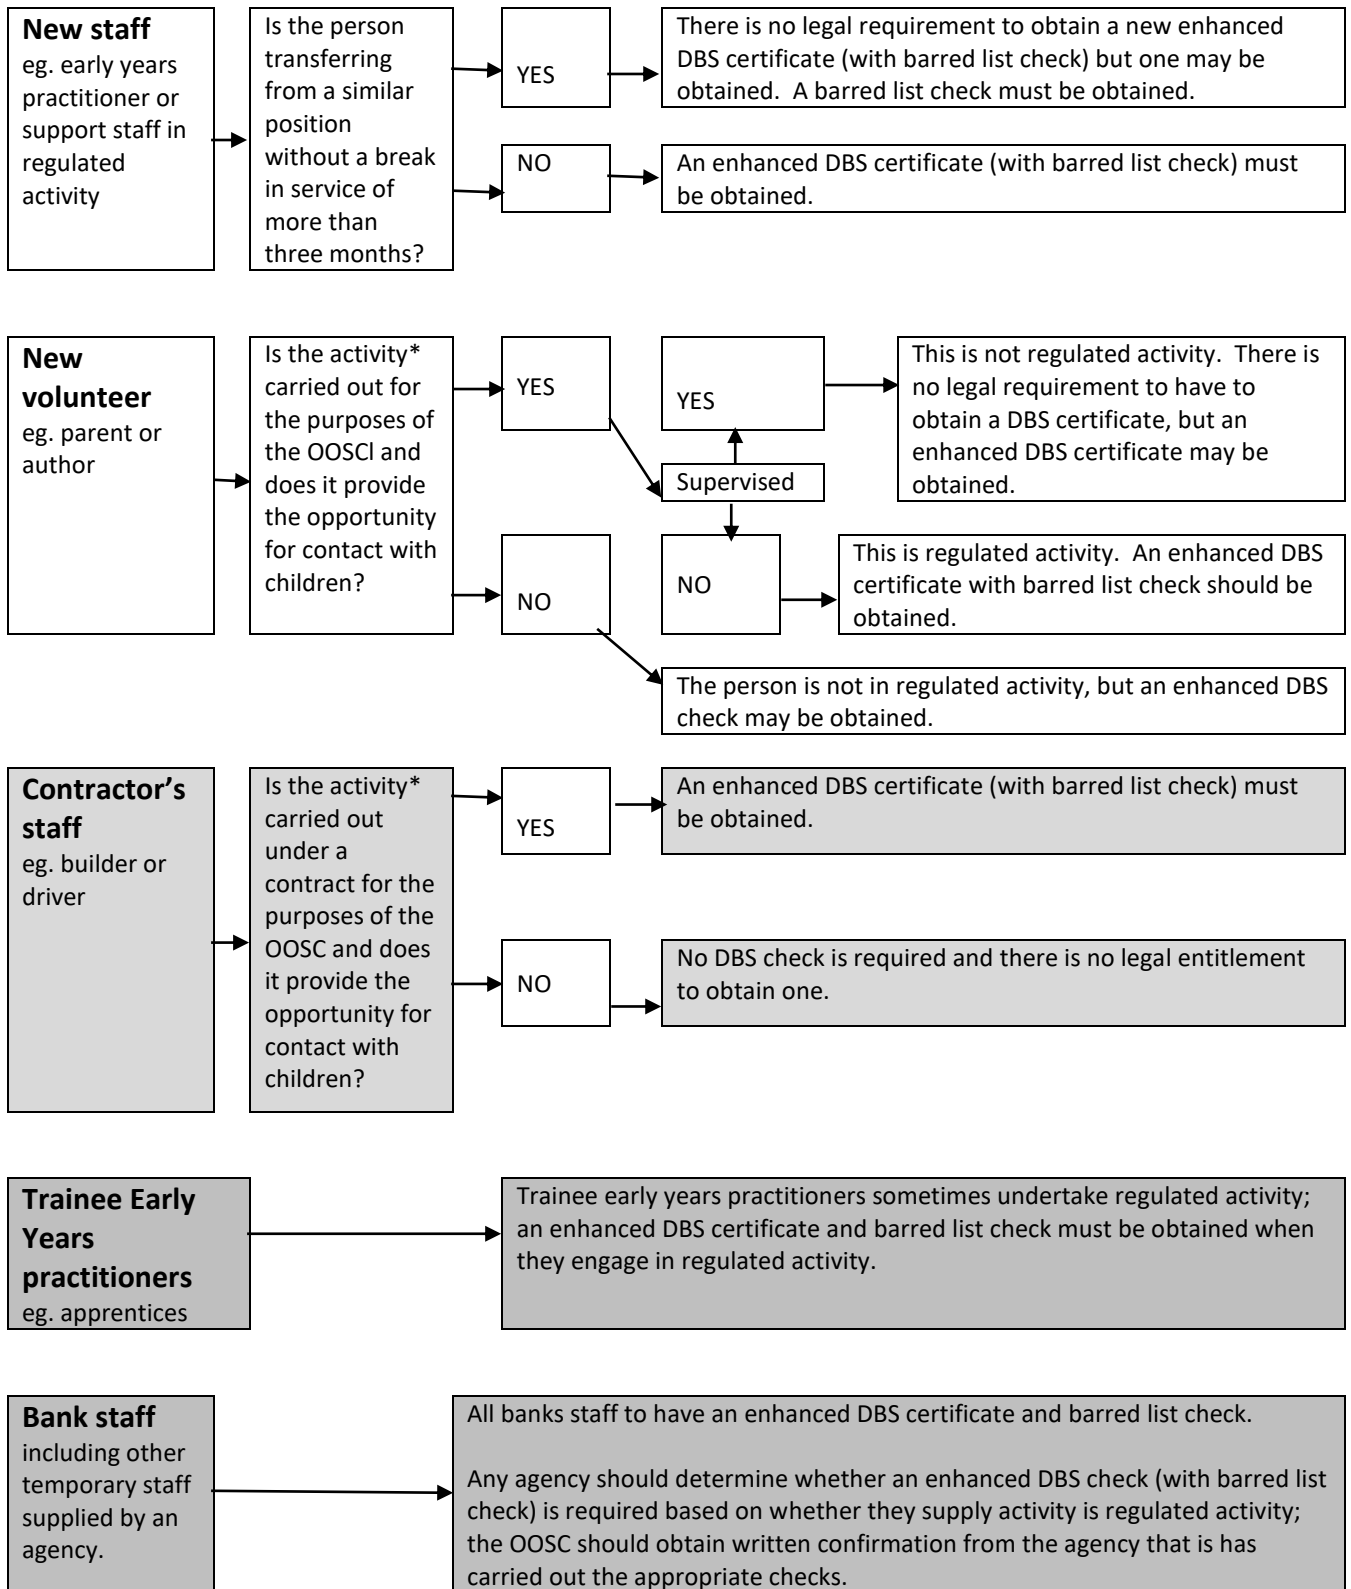 New staff
eg. early years
practitioner or
support staff in
regulated
activity
Is the person
transferring
from a similar
position
without a break
in service of
more than
three months?
YES
There is no legal requirement to obtain a new enhanced
DBS certificate (with barred list check) but one may be
obtained.  A barred list check must be obtained.
NO
An enhanced DBS certificate (with barred list check) must
be obtained.
New
volunteer
eg. parent or
author
Is the activity*
carried out for
the purposes of
the OOSCl and
does it provide
the opportunity
for contact with
children?
YES
Supervised
YES
This is not regulated activity.  There is
no legal requirement to have to
obtain a DBS certificate, but an
enhanced DBS certificate may be
obtained.
NO
This is regulated activity.  An enhanced DBS
certificate with barred list check should be
obtained.
NO
The person is not in regulated activity, but an enhanced DBS
check may be obtained.
Contractor’s
staff
eg. builder or
driver
Is the activity*
carried out
under a
contract for the
purposes of the
OOSC and does
it provide the
opportunity for
contact with
children?
YES
An enhanced DBS certificate (with barred list check) must
be obtained.
NO
No DBS check is required and there is no legal entitlement
to obtain one.
Trainee Early
Years
practitioners
eg. apprentices
Trainee early years practitioners sometimes undertake regulated activity;
an enhanced DBS certificate and barred list check must be obtained when
they engage in regulated activity.
Bank staff
including other
temporary staff
supplied by an
agency.
All banks staff to have an enhanced DBS certificate and barred list check.
Any agency should determine whether an enhanced DBS check (with barred list
check) is required based on whether they supply activity is regulated activity;
the OOSC should obtain written confirmation from the agency that is has
carried out the appropriate checks.